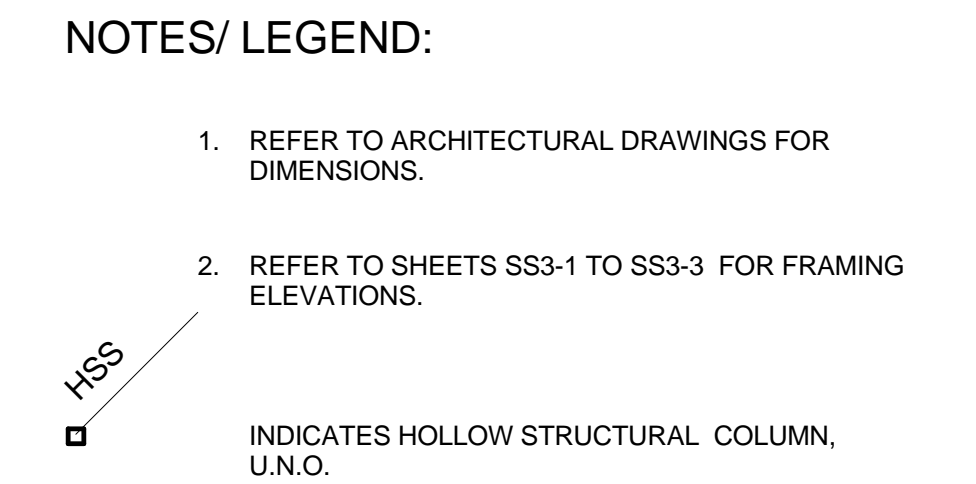 NOTES/ LEGEND:
1. REFER TO ARCHITECTURAL DRAWINGS FOR
DIMENSIONS.
2. REFER TO SHEETS SS3-1 TO SS3-3 FOR FRAMING
ELEVATIONS.
HSS
INDICATES HOLLOW STRUCTURAL COLUMN,
U.N.O.